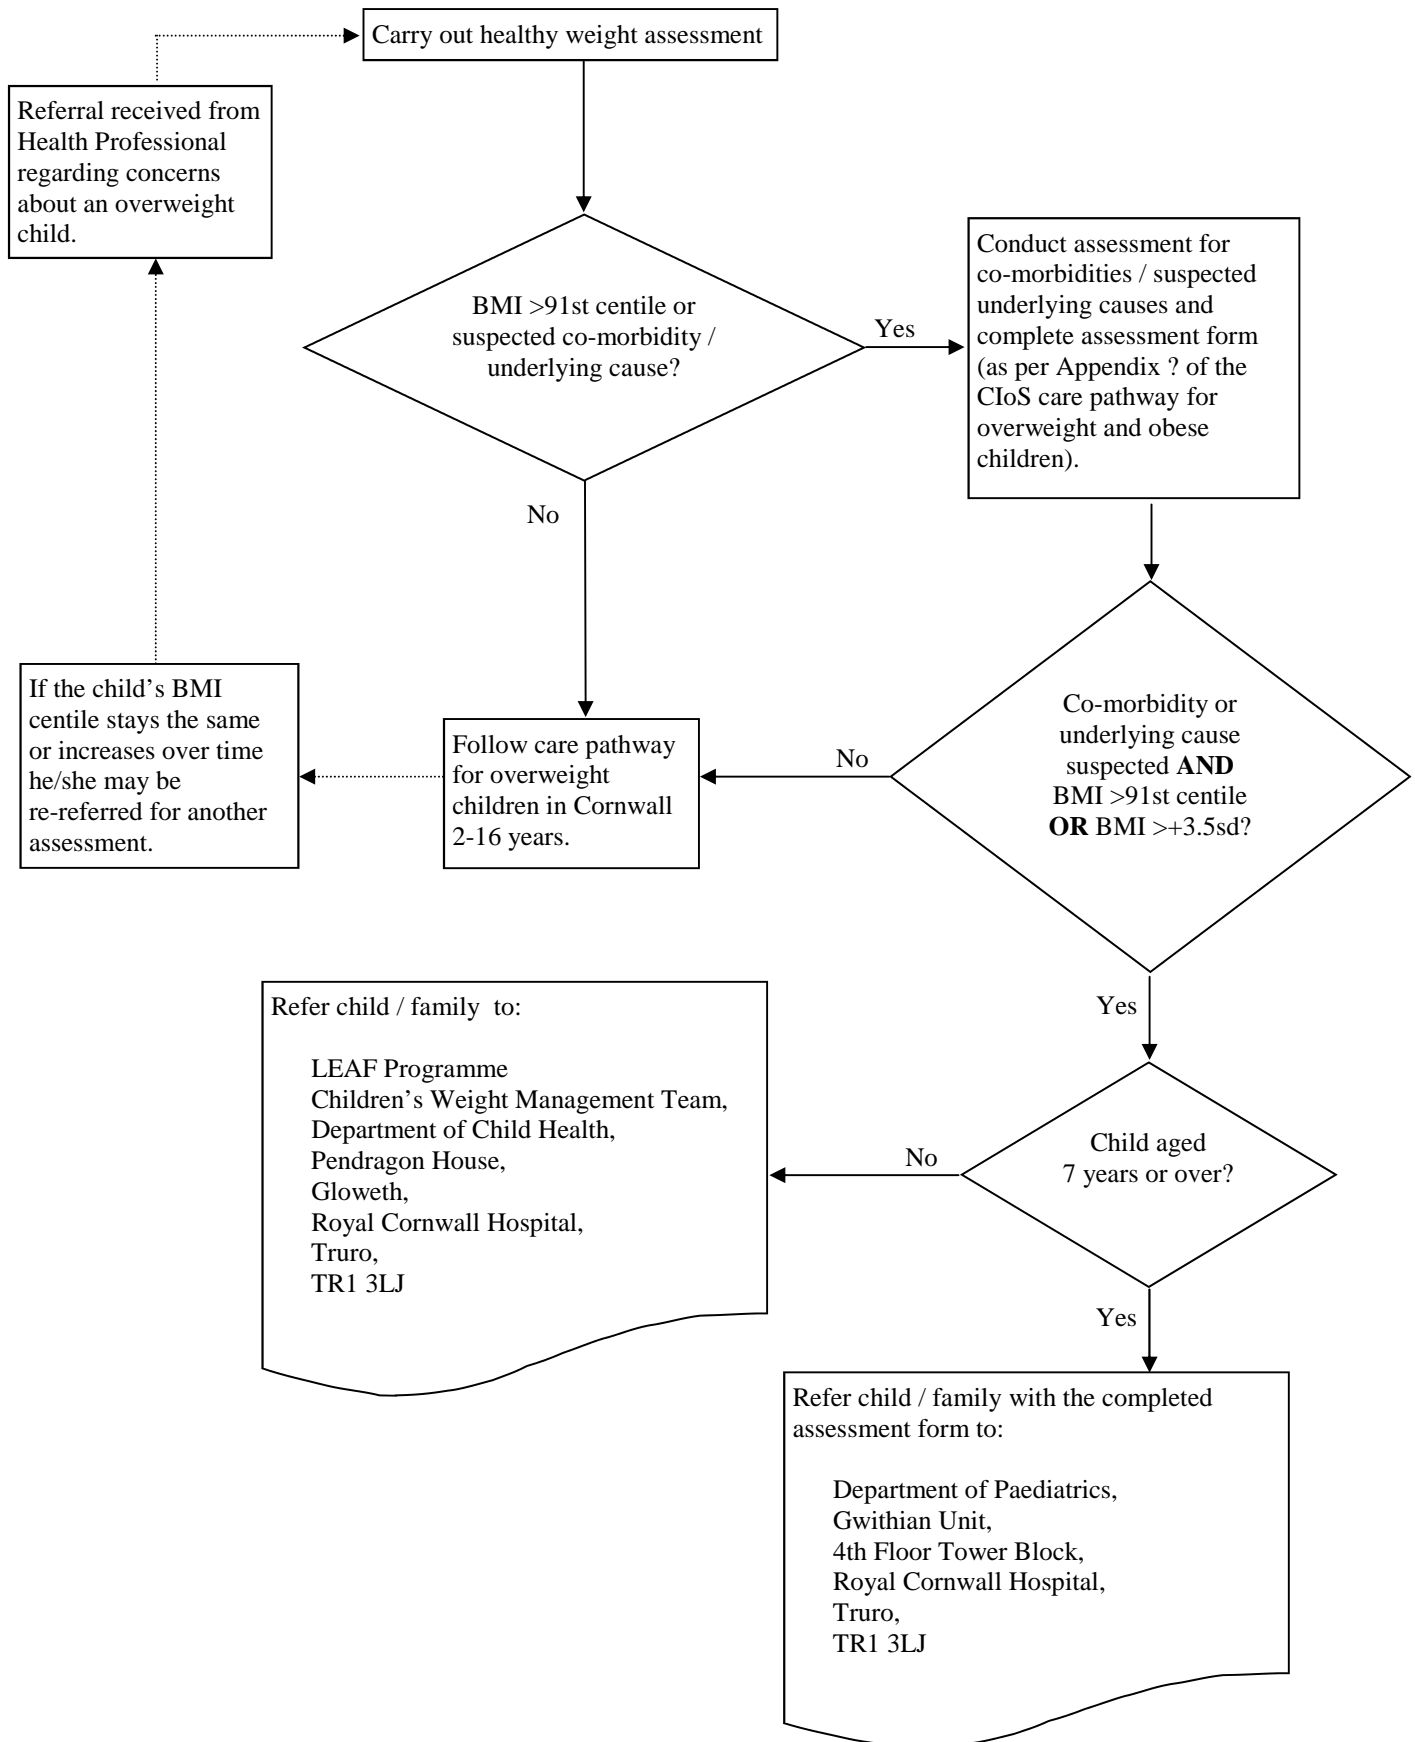 Carry out healthy weight assessment
Referral received from
Health Professional
regarding concerns
about an overweight
child.
BMI >91st centile or
suspected co-morbidity /
underlying cause?
Yes
Conduct assessment for
co-morbidities / suspected
underlying causes and
complete assessment form
(as per Appendix ? of the
CIoS care pathway for
overweight and obese
children).
No
Co-morbidity or
underlying cause
suspected AND
BMI >91st centile
OR BMI >+3.5sd?
No
Follow care pathway
for overweight
children in Cornwall
2-16 years.
If the child’s BMI
centile stays the same
or increases over time
he/she may be
re-referred for another
assessment.
Yes
Child aged
7 years or over?
No
Refer child / family to:
LEAF Programme
Children’s Weight Management Team,
Department of Child Health,
Pendragon House,
Gloweth,
Royal Cornwall Hospital,
Truro,
TR1 3LJ
Yes
Refer child / family with the completed
assessment form to:
Department of Paediatrics,
Gwithian Unit,
4th Floor Tower Block,
Royal Cornwall Hospital,
Truro,
TR1 3LJ